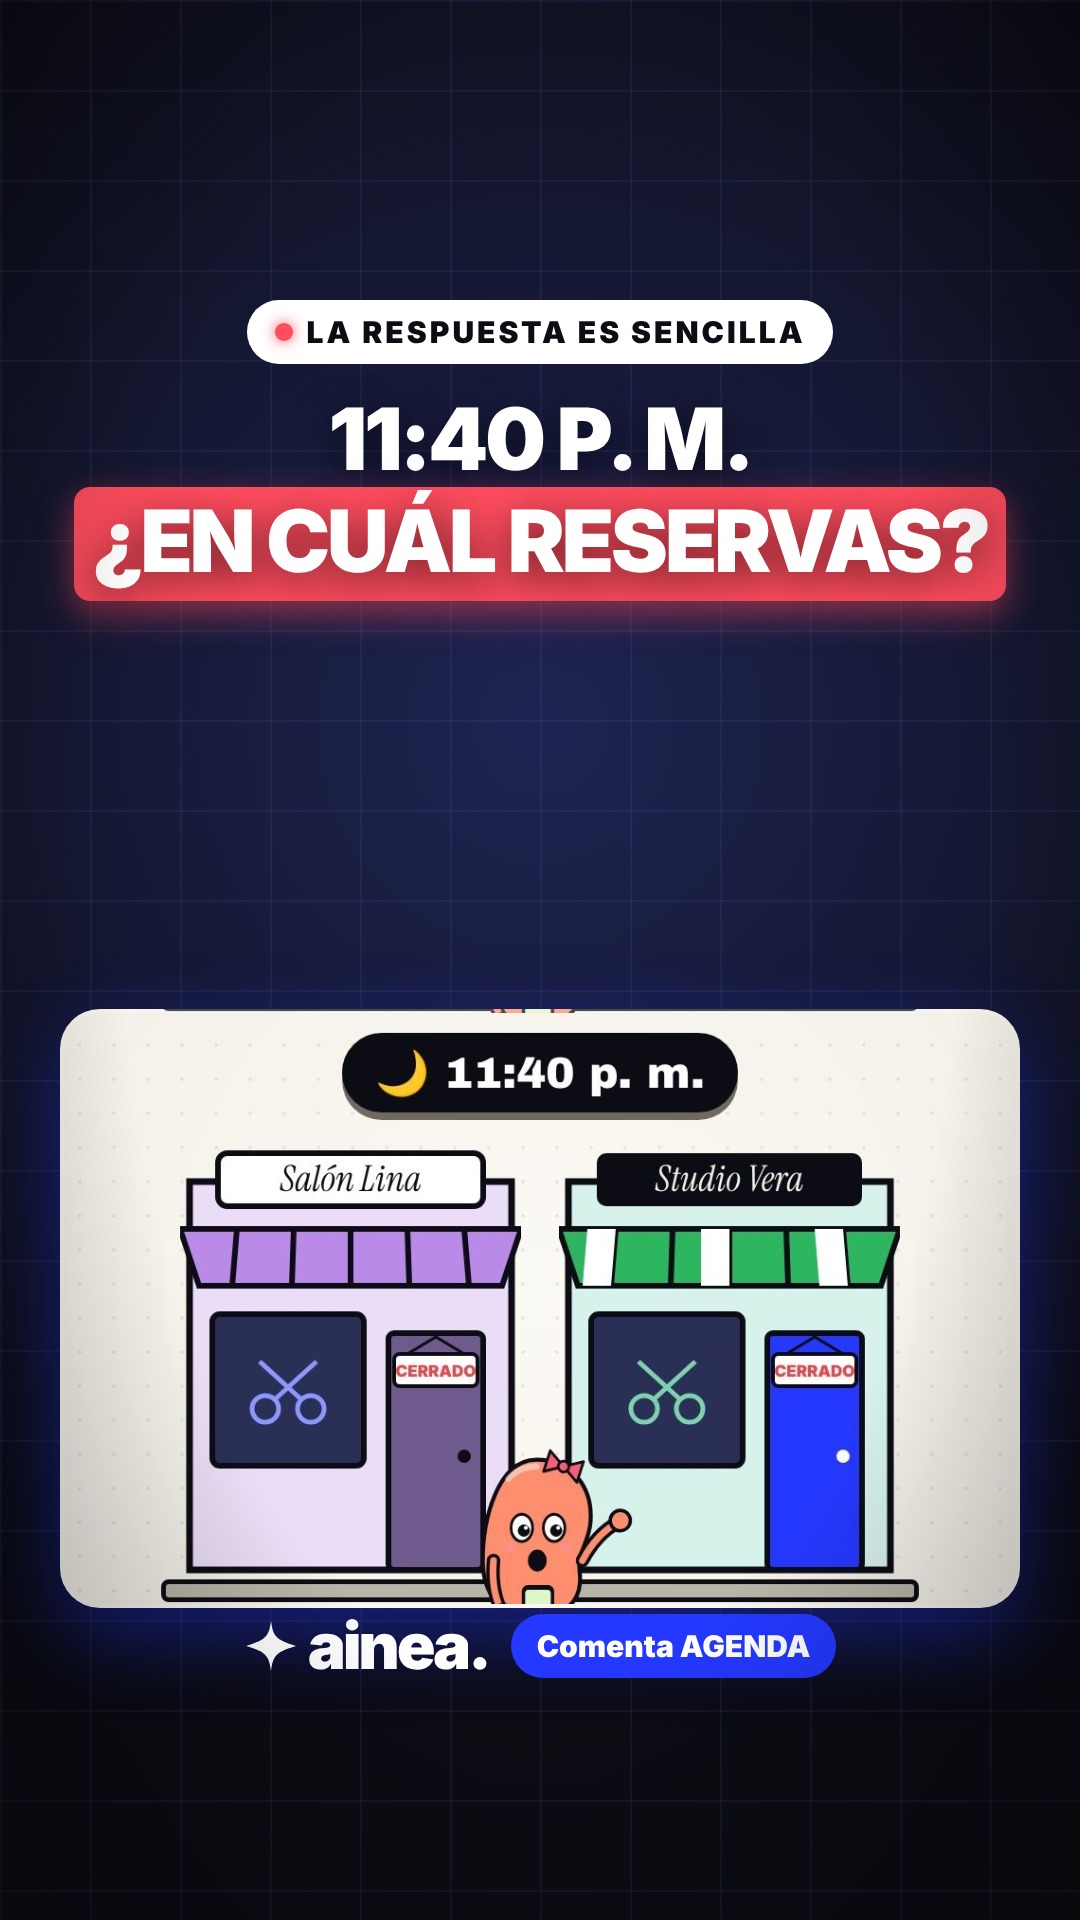 LA RESPUESTA ES SENCILLA
11:40 P. M.
¿EN CUÁL RESERVAS?
11:40 p. m.
Salón Lina
Studio Vera
CERRADO
CERRADO
ainea.
Comenta AGENDA